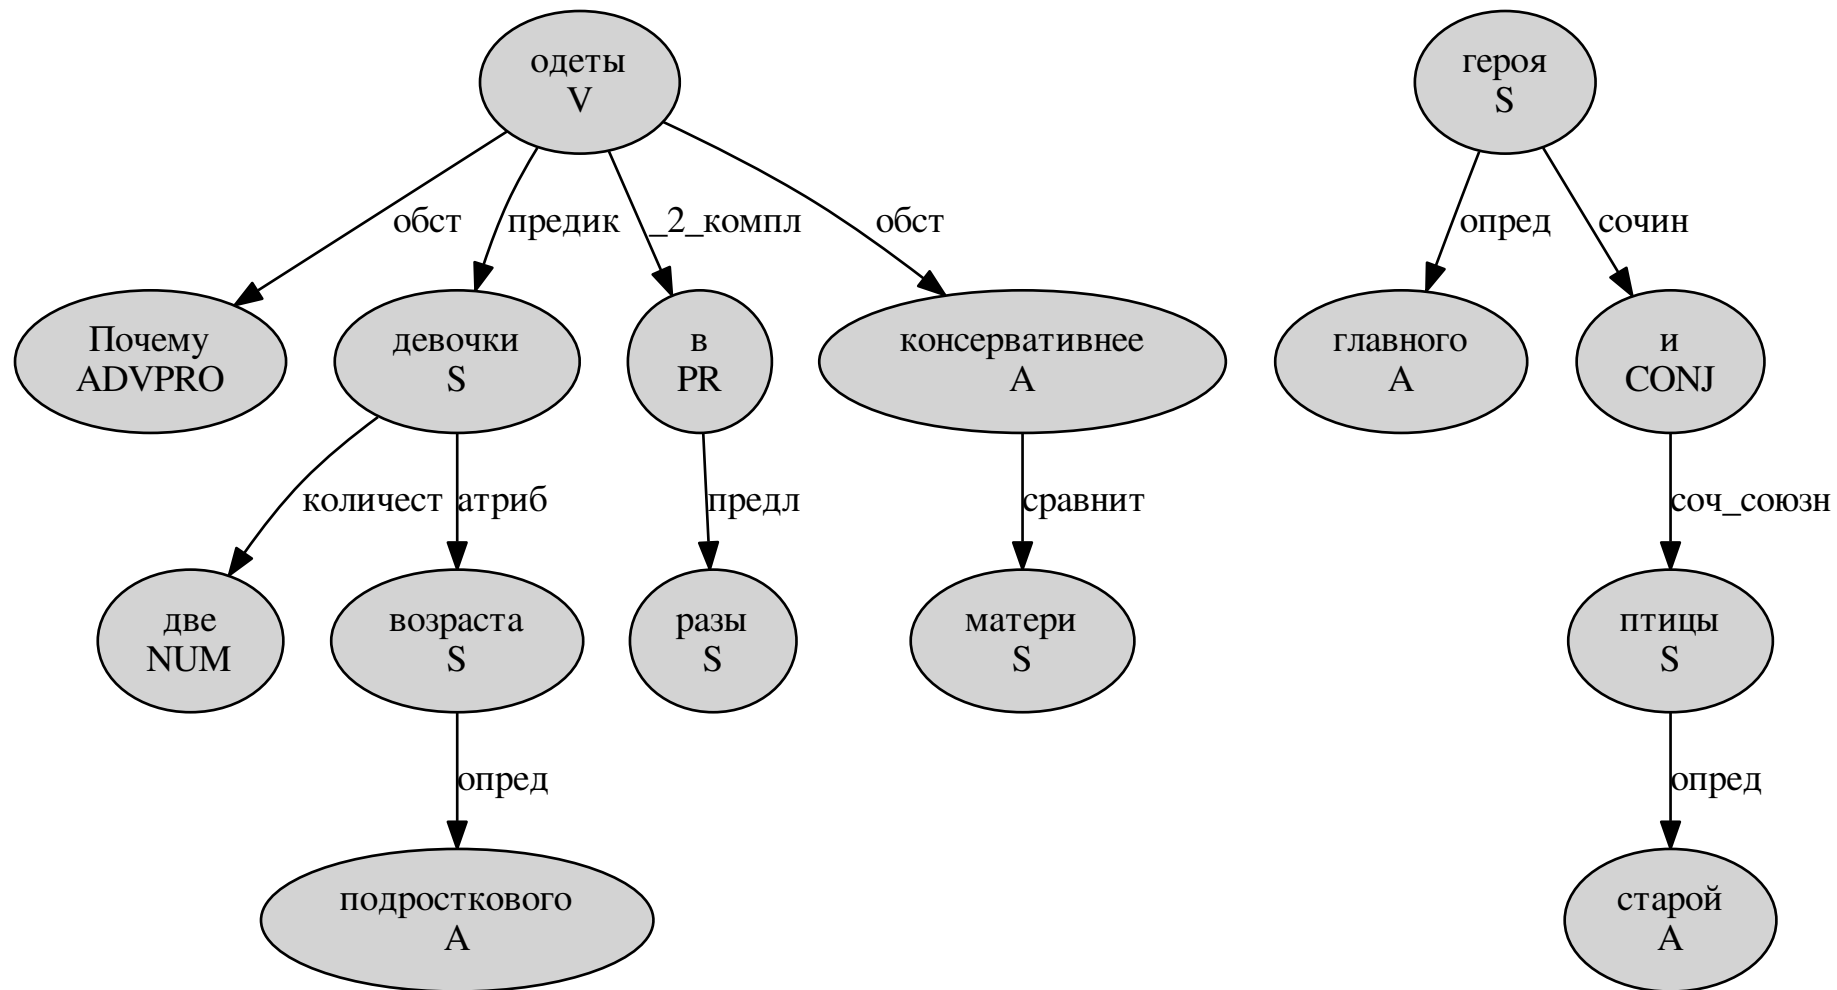 одеты
V
героя
S
обст
предик
_2_компл
обст
опред
сочин
Почему
ADVPRO
девочки
S
в
PR
консервативнее
A
главного
A
и
CONJ
количест
атриб
предл
сравнит
соч_союзн
две
NUM
возраста
S
разы
S
матери
S
птицы
S
опред
опред
подросткового
A
старой
A